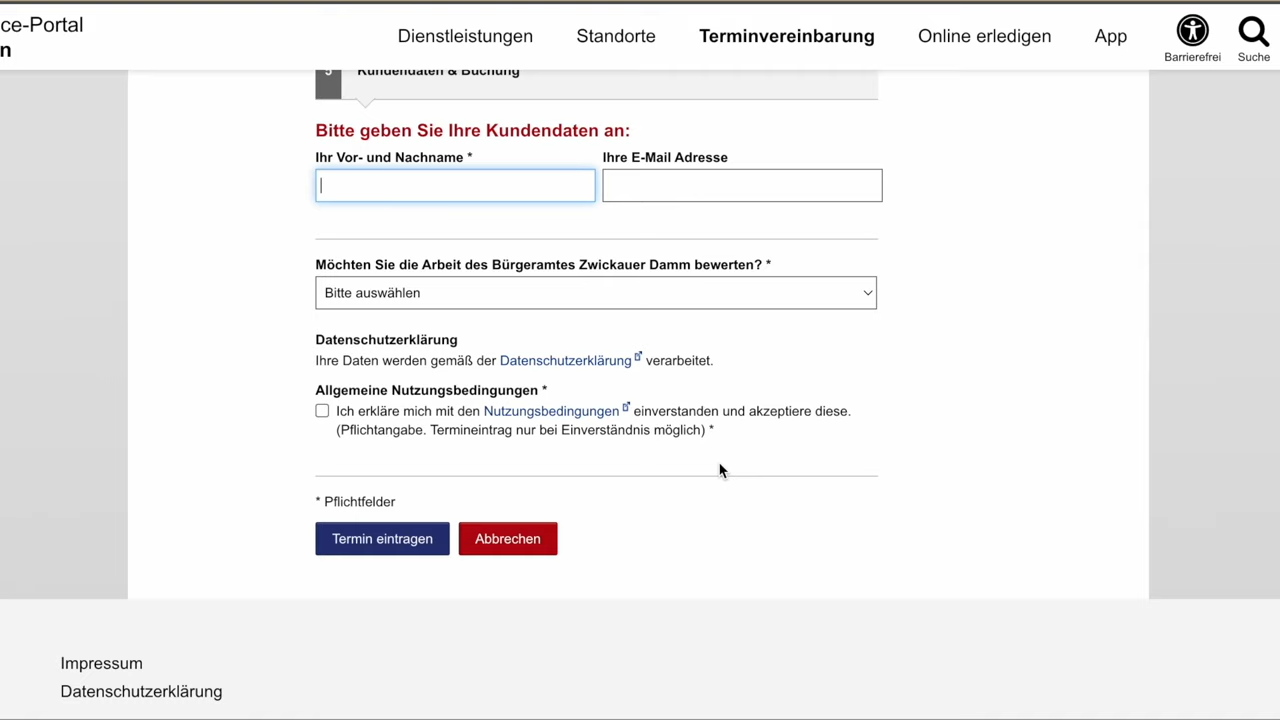 ce-Portal
n
Dienstleistungen
Standorte
Terminvereinbarung
Online erledigen
App
Barrierefrei
Suche
5
Kundendaten & Buchung
Bitte geben Sie Ihre Kundendaten an:
Ihr Vor- und Nachname *
Ihre E-Mail Adresse
Möchten Sie die Arbeit des Bürgeramtes Zwickauer Damm bewerten? *
Bitte auswählen
Datenschutzerklärung
Ihre Daten werden gemäß der Datenschutzerklärung verarbeitet.
Allgemeine Nutzungsbedingungen *
Ich erkläre mich mit den Nutzungsbedingungen einverstanden und akzeptiere diese.
(Pflichtangabe. Termineintrag nur bei Einverständnis möglich) *
* Pflichtfelder
Termin eintragen
Abbrechen
Impressum
Datenschutzerklärung